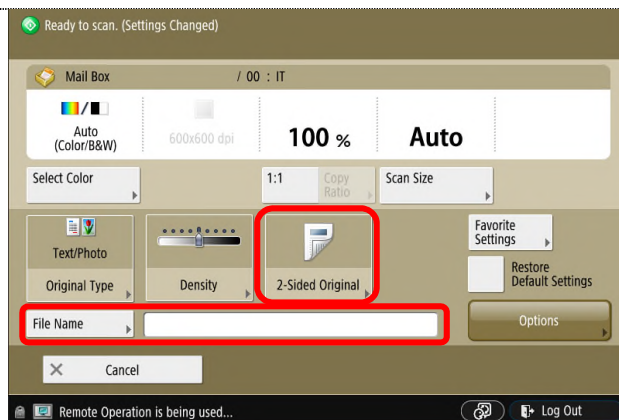 Ready to scan. (Settings Changed)
Mail Box / 00 : IT
Auto
(Color/B&W)
600x600 dpi
100 %
Auto
Select Color
1:1
Copy
Ratio
Scan Size
Text/Photo
Original Type
Density
2-Sided Original
Favorite
Settings
Restore
Default Settings
File Name
Options
Cancel
Remote Operation is being used...
Log Out